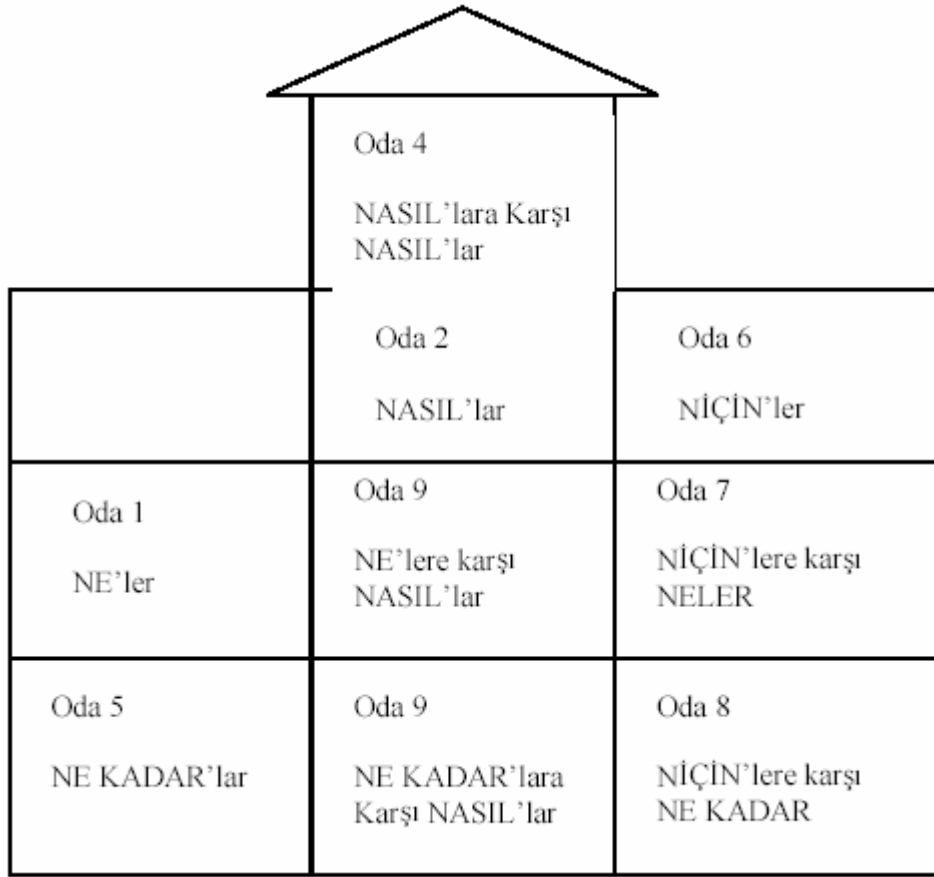 Oda 4
NASIL’lara Karşı
NASIL’lar
Oda 2
NASIL’lar
Oda 6
NİÇİN’ler
Oda 1
NE’ler
Oda 9
NE’lere karşı
NASIL’lar
Oda 7
NİÇİN’lere karşı
NELER
Oda 5
NE KADAR’lar
Oda 9
NE KADAR’lara
Karşı NASIL’lar
Oda 8
NİÇİN’lere karşı
NE KADAR